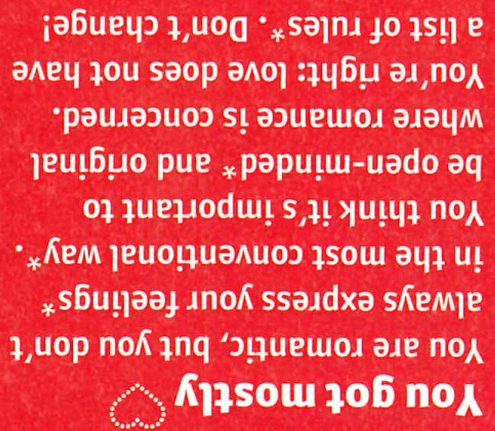 You got mostly
You are romantic, but you don't
always express your feelings*
in the most conventional way*.
You think it's important to
be open-minded* and original
where romance is concerned.
You're right: love does not have
a list of rules*. Don't change!